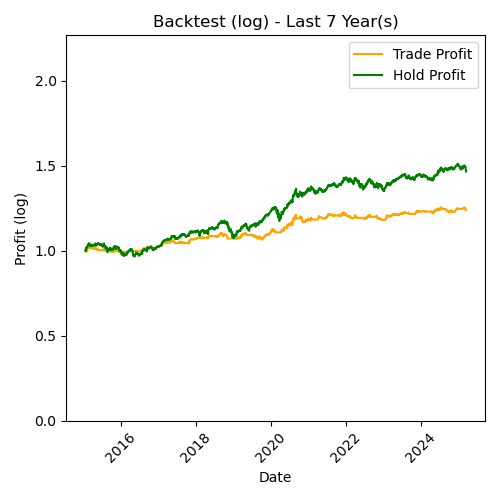 Backtest (log) - Last 7 Year(s)
Trade Profit
Hold Profit
Profit (log)
2.0
1.5
1.0
0.5
0.0
2016
2018
2020
2022
2024
Date